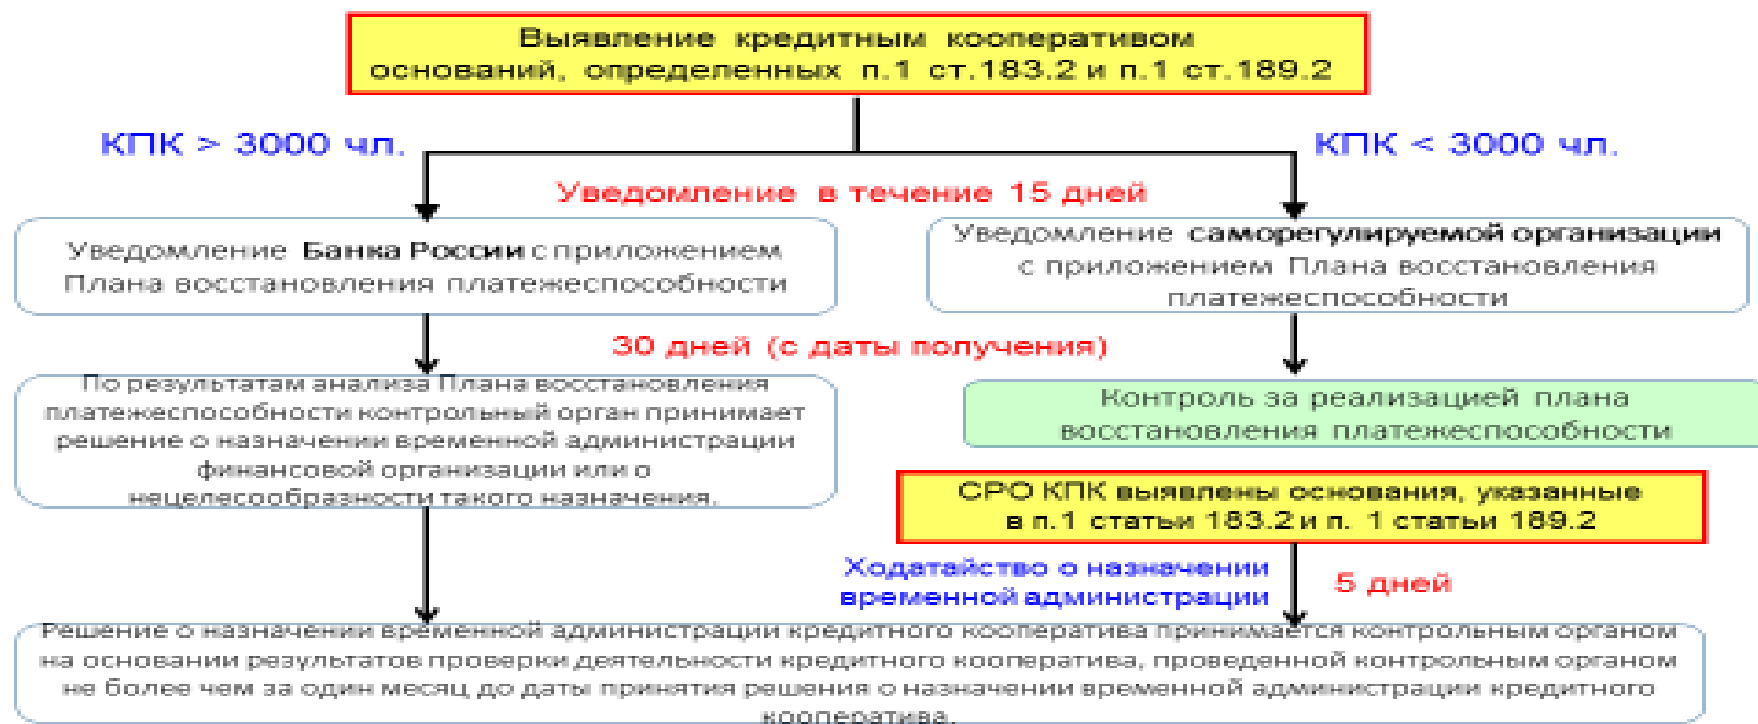 Выявление кредитным кооперативом
оснований, определенных п.1 ст.183.2 и п.1 ст.189.2
КПК > 3000 чл.
КПК < 3000 чл.
Уведомление в течение 15 дней
Уведомление Банка России с приложением
Плана восстановления платежеспособности
Уведомление саморегулируемой организации
с приложением Плана восстановления
платежеспособности
30 дней (с даты получения)
По результатам анализа Плана восстановления
платежеспособности контрольный орган принимает
решение о назначении временной администрации
финансовой организации или о
нецелесообразности такого назначения.
Контроль за реализацией плана
восстановления платежеспособности
СРО КПК выявлены основания, указанные
в п.1 статьи 183.2 и п. 1 статьи 189.2
Ходатайство о назначении
временной администрации
5 дней
Решение о назначении временной администрации кредитного кооператива принимается контрольным органом
на основании результатов проверки деятельности кредитного кооператива, проведенной контрольным органом
не более чем за один месяц до даты принятия решения о назначении временной администрации кредитного
кооператива.